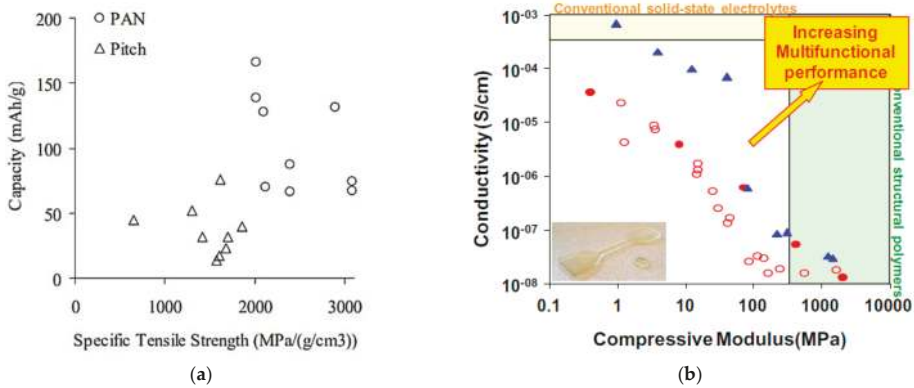 PAN
Pitch
Capacity (mAh/g)
200
150
100
50
0
0
1000
2000
3000
Specific Tensile Strength (MPa/(g/cm3))
(a)
Conventional solid-state electrolytes
Increasing
Multifunctional
performance
Conventional structural polymers
Conductivity (S/cm)
10-03
10-04
10-05
10-06
10-07
10-08
0.1
1
10
100
1000
10000
Compressive Modulus(MPa)
(b)